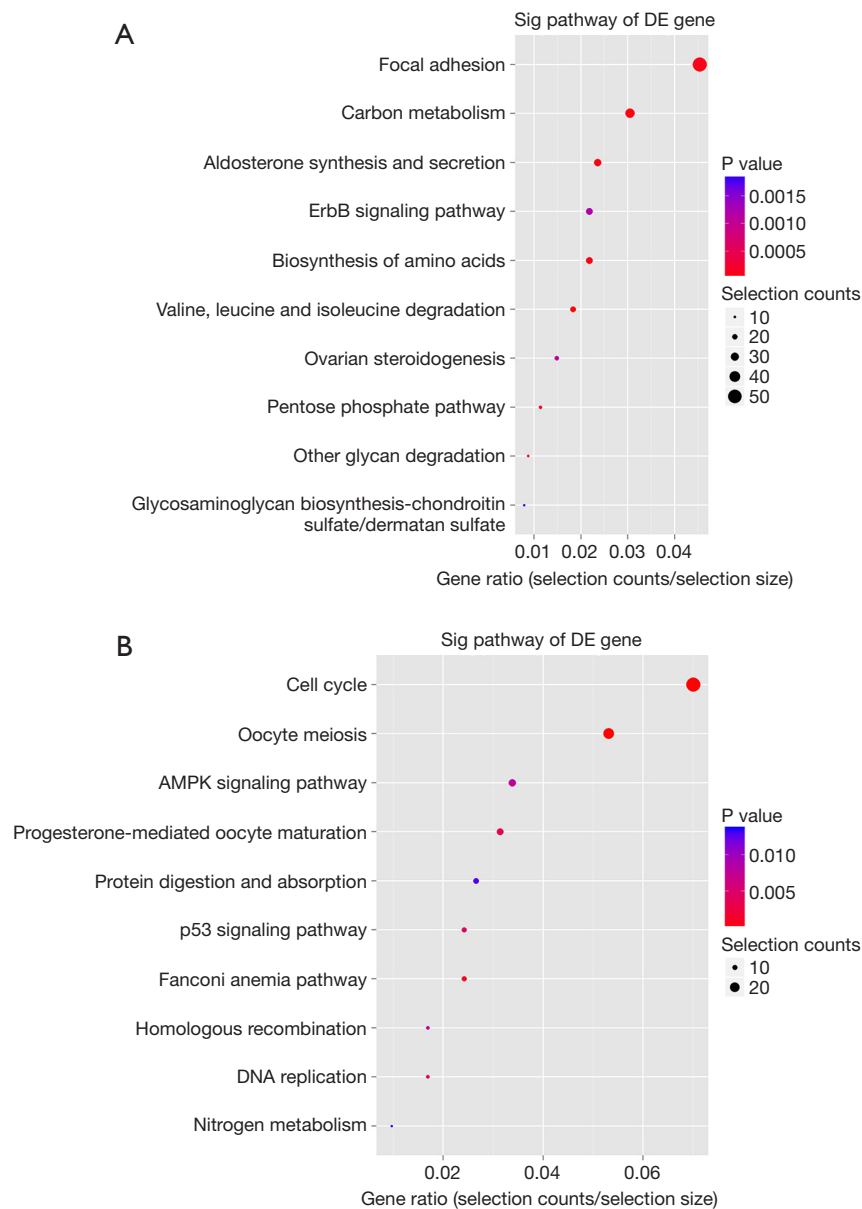 A
Sig pathway of DE gene
Focal adhesion
Carbon metabolism
Aldosterone synthesis and secretion
ErbB signaling pathway
Biosynthesis of amino acids
Valine, leucine and isoleucine degradation
Ovarian steroidogenesis
Pentose phosphate pathway
Other glycan degradation
Glycosaminoglycan biosynthesis-chondroitin
sulfate/dermatan sulfate
0.01 0.02 0.03 0.04
Gene ratio (selection counts/selection size)
P value
0.0015
0.0010
0.0005
Selection counts
10
20
30
40
50
B
Sig pathway of DE gene
Cell cycle
Oocyte meiosis
AMPK signaling pathway
Progesterone-mediated oocyte maturation
Protein digestion and absorption
p53 signaling pathway
Fanconi anemia pathway
Homologous recombination
DNA replication
Nitrogen metabolism
0.02 0.04 0.06
Gene ratio (selection counts/selection size)
P value
0.010
0.005
Selection counts
10
20